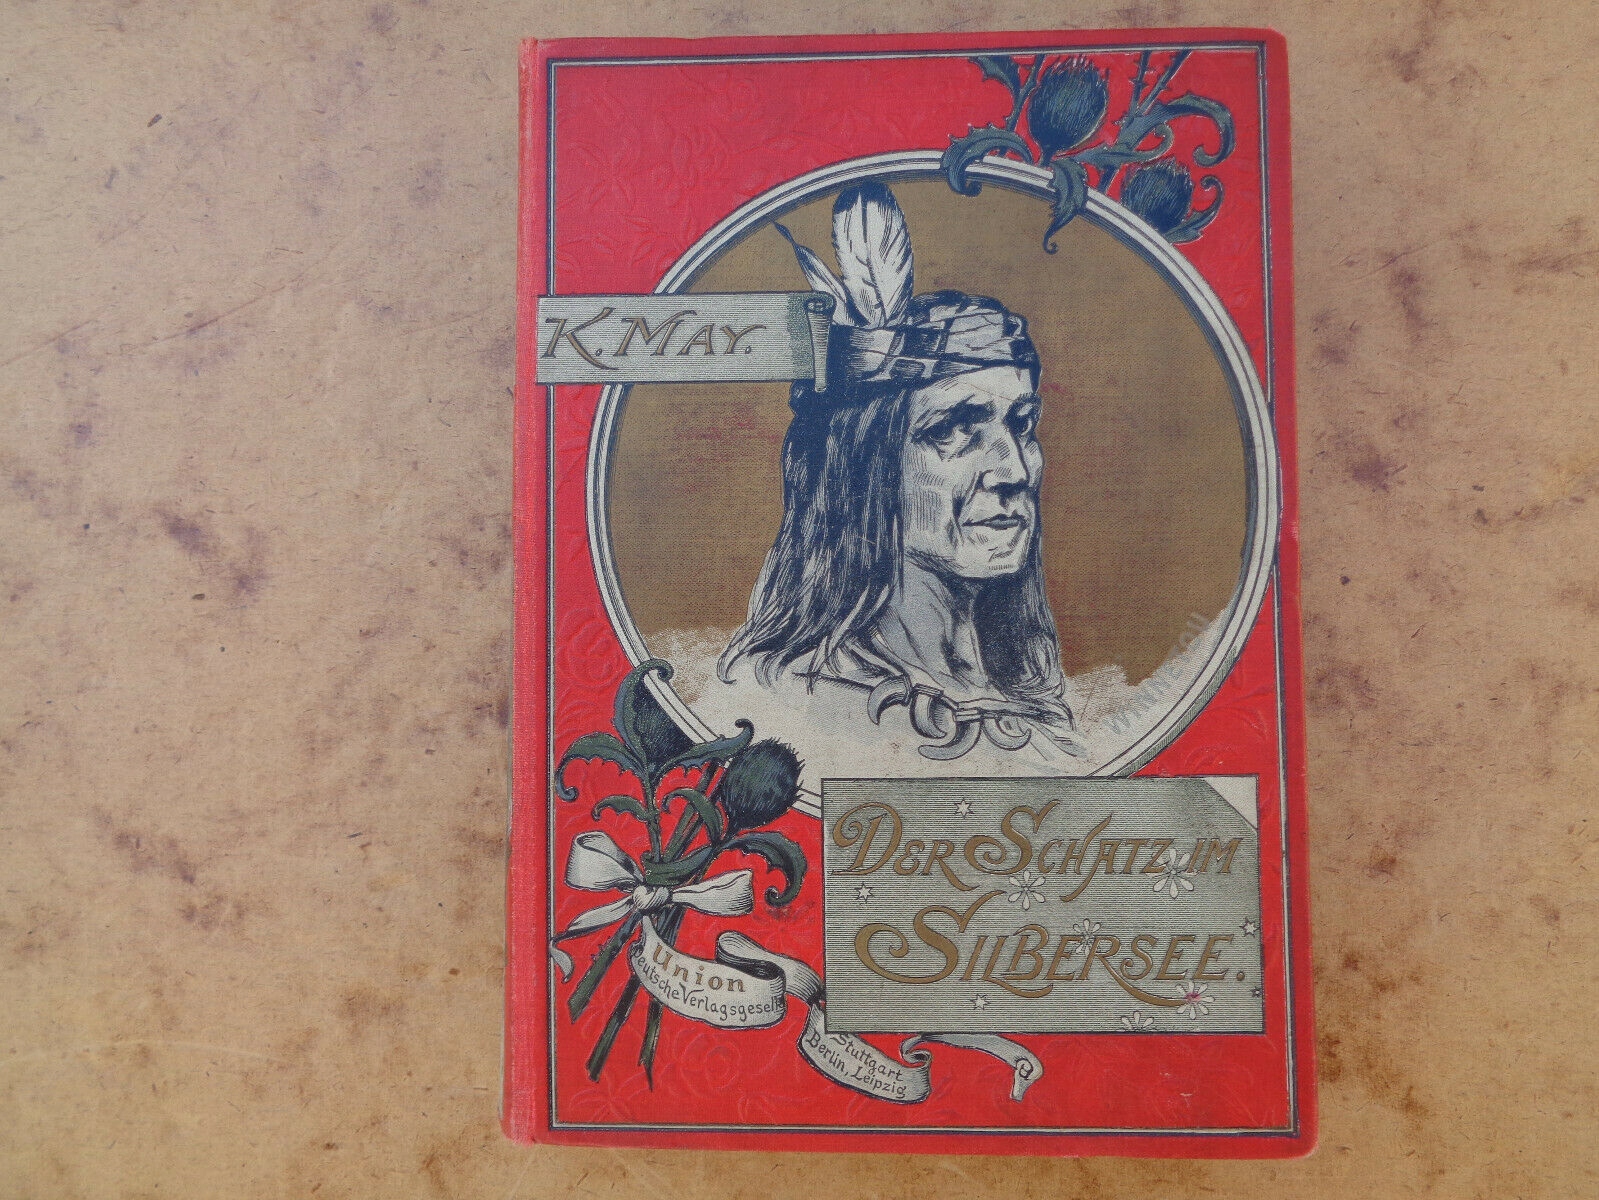 K. MAY.
DER SCHATZ IM
SILBERSEE.
Union
Deutsche Verlagsgesell
Stuttgart
Berlin, Leipzig